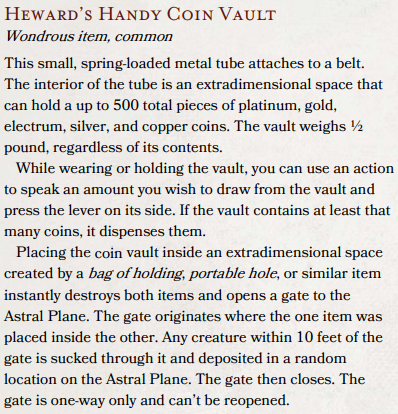 Heward's Handy Coin Vault
Wondrous item, common
This small, spring-loaded metal tube attaches to a belt.
The interior of the tube is an extradimensional space that
can hold a up to 500 total pieces of platinum, gold,
electrum, silver, and copper coins. The vault weighs ½
pound, regardless of its contents.
While wearing or holding the vault, you can use an action
to speak an amount you wish to draw from the vault and
press the lever on its side. If the vault contains at least that
many coins, it dispenses them.
Placing the coin vault inside an extradimensional space
created by a bag of holding, portable hole, or similar item
instantly destroys both items and opens a gate to the
Astral Plane. The gate originates where the one item was
placed inside the other. Any creature within 10 feet of the
gate is sucked through it and deposited in a random
location on the Astral Plane. The gate then closes. The
gate is one-way only and can't be reopened.